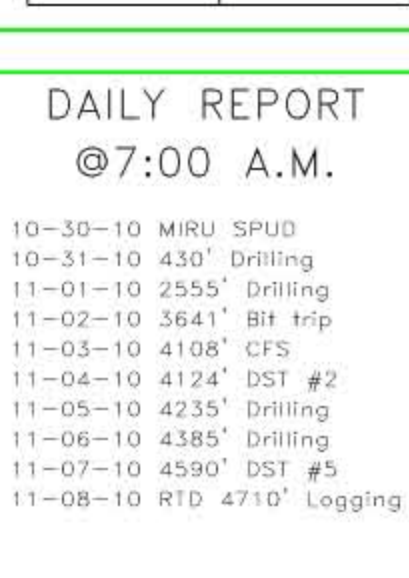 DAILY REPORT
@7:00 A.M.
10-30-10 MIRU SPUD
10-31-10 430' Drilling
11-01-10 2555' Drilling
11-02-10 3641' Bit trip
11-03-10 4108' CFS
11-04-10 4124' DST #2
11-05-10 4235' Drilling
11-06-10 4385' Drilling
11-07-10 4590' DST #5
11-08-10 RTD 4710' Logging